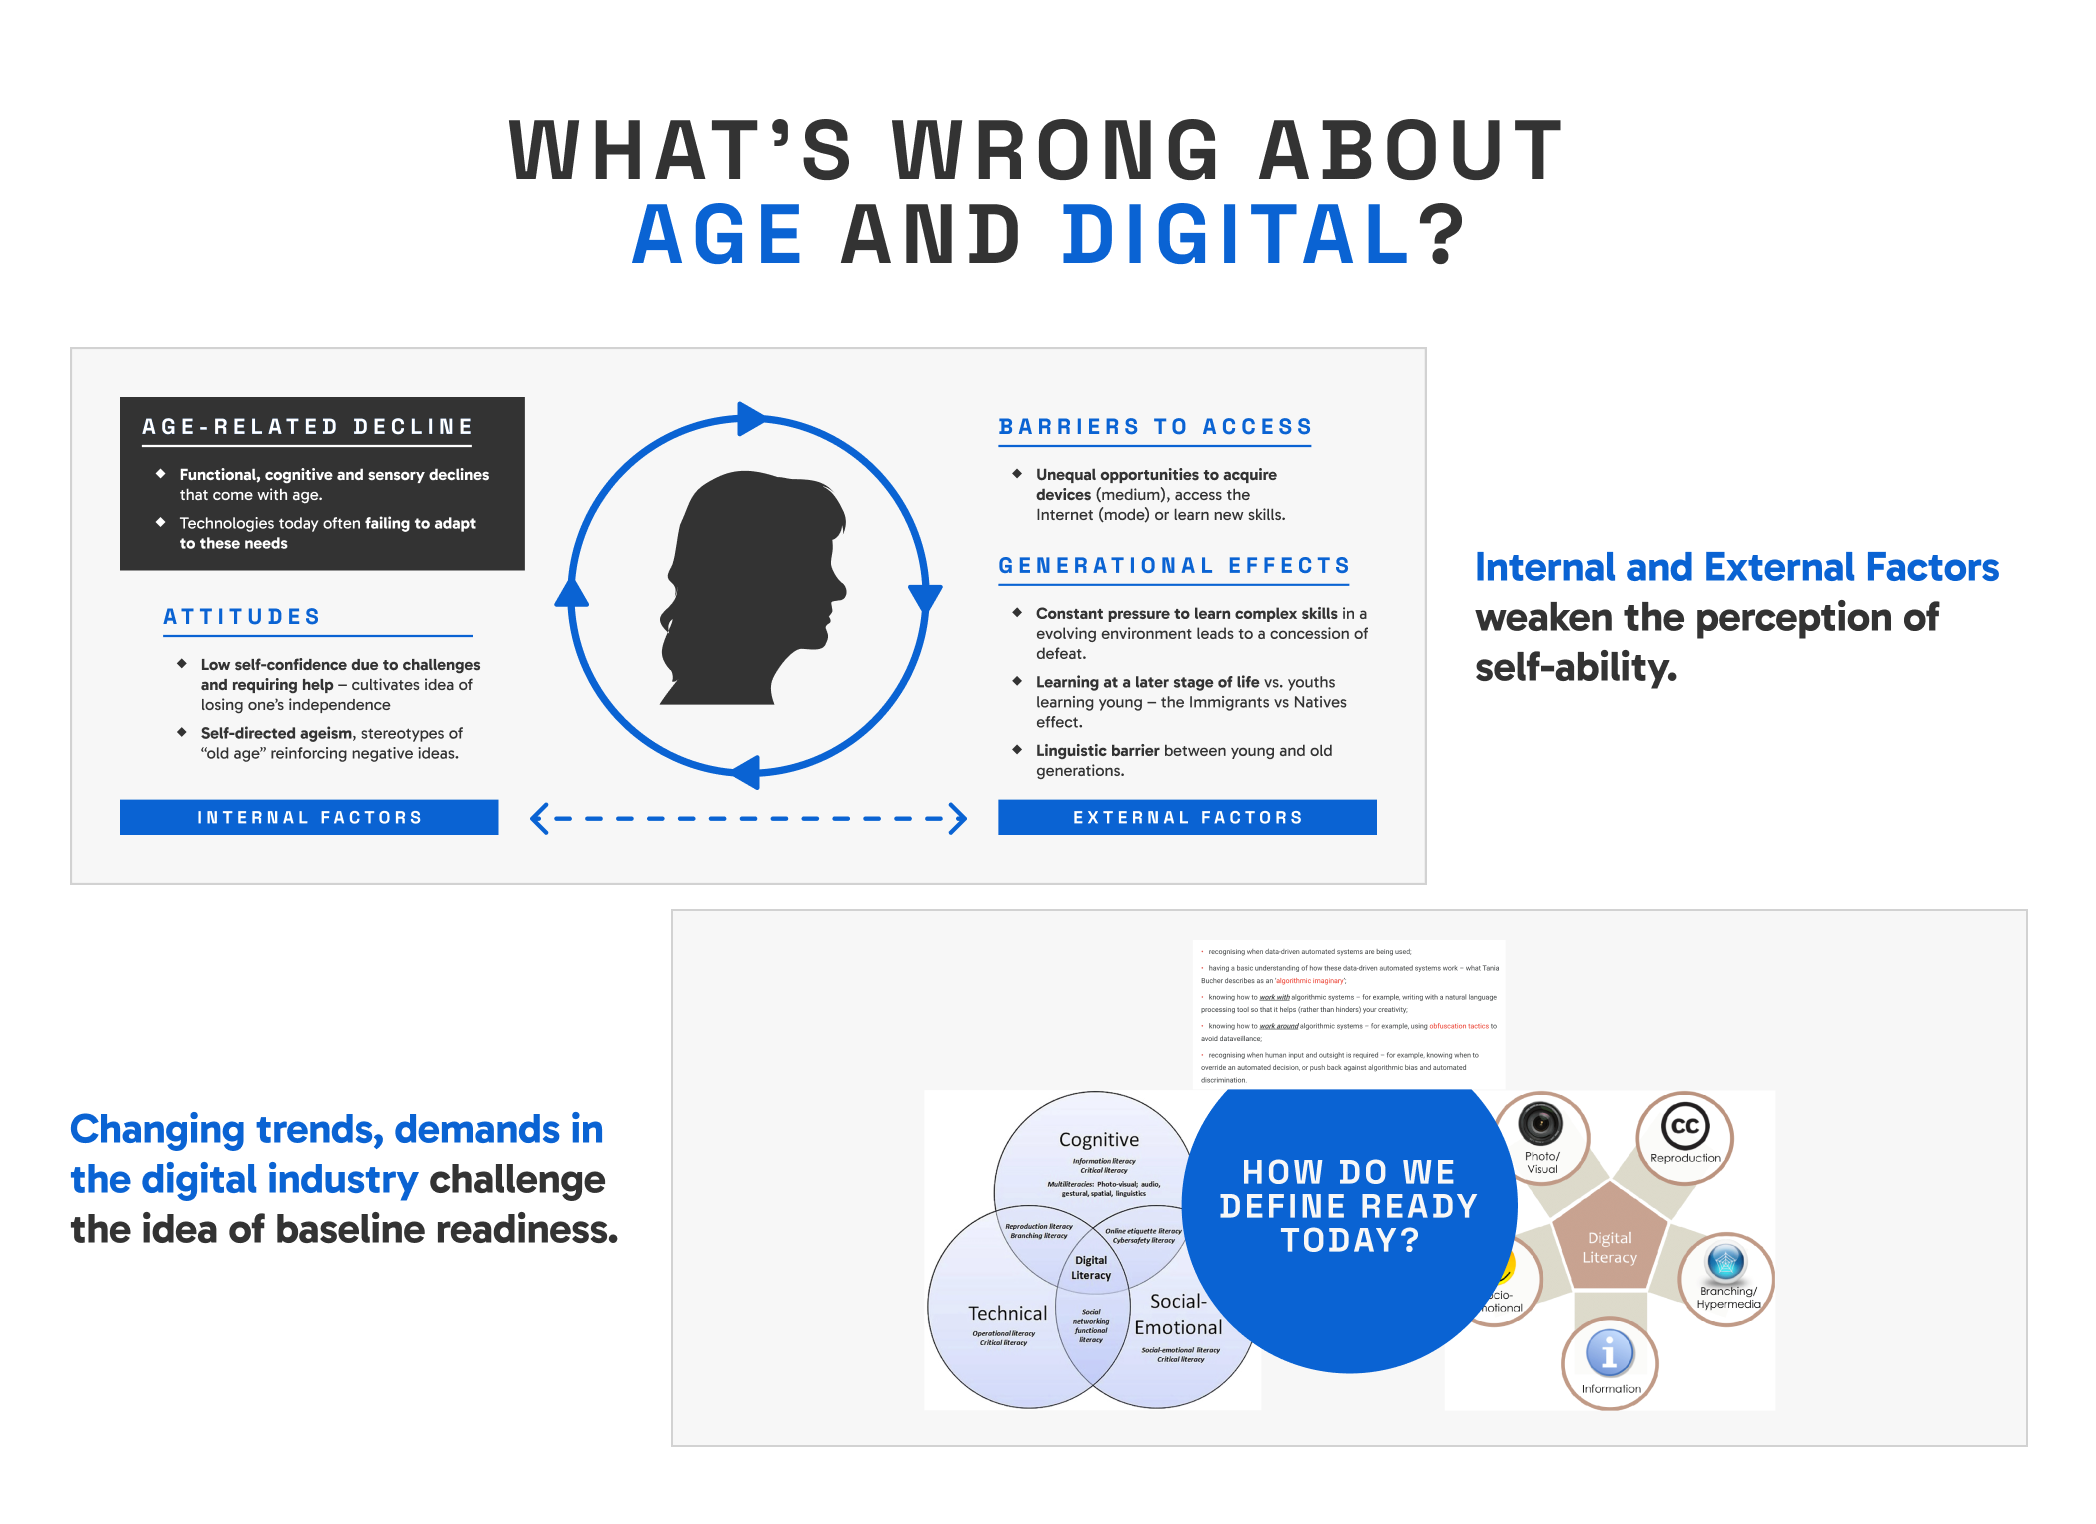 WHAT’S WRONG ABOUT
AGE AND DIGITAL?
AGE-RELATED DECLINE
Functional, cognitive and sensory declines
that come with age.
Technologies today often failing to adapt
to these needs
ATTITUDES
Low self-confidence due to challenges
and requiring help – cultivates idea of
losing one’s independence
Self-directed ageism, stereotypes of
“old age” reinforcing negative ideas.
INTERNAL FACTORS
BARRIERS TO ACCESS
Unequal opportunities to acquire
devices (medium), access the
Internet (mode) or learn new skills.
GENERATIONAL EFFECTS
Constant pressure to learn complex skills in a
evolving environment leads to a concession of
defeat.
Learning at a later stage of life vs. youths
learning young – the Immigrants vs Natives
effect.
Linguistic barrier between young and old
generations.
EXTERNAL FACTORS
Internal and External Factors
weaken the perception of
self-ability.
Changing trends, demands in
the digital industry challenge
the idea of baseline readiness.
• recognising when data-driven automated systems are being used;
• having a basic understanding of how these data-driven automated systems work – what Tania
Bucher describes as an ‘algorithmic imaginary’;
• knowing how to work with algorithmic systems – for example, writing with a natural language
processing tool so that it helps (rather than hinders) your creativity;
• knowing how to work around algorithmic systems – for example, using obfuscation tactics to
avoid dataveillance;
• recognising when human input and outsight is required – for example, knowing when to
override an automated decision, or push back against algorithmic bias and automated
discrimination.
Cognitive
Information literacy
Critical literacy
Multiliteracies: Photo-visual; audio,
gestural, spatial, linguistics
Reproduction literacy
Branching literacy
Online etiquette literacy
Cybersafety literacy
Digital
Literacy
Technical
Operational literacy
Critical literacy
Social
networking
functional
literacy
Social-
Emotional
Social-emotional literacy
Critical literacy
HOW DO WE
DEFINE READY
TODAY?
Photo/
Visual
CC
Reproduction
Digital
Literacy
ocio-
notional
Branching/
Hypermedia
i
Information